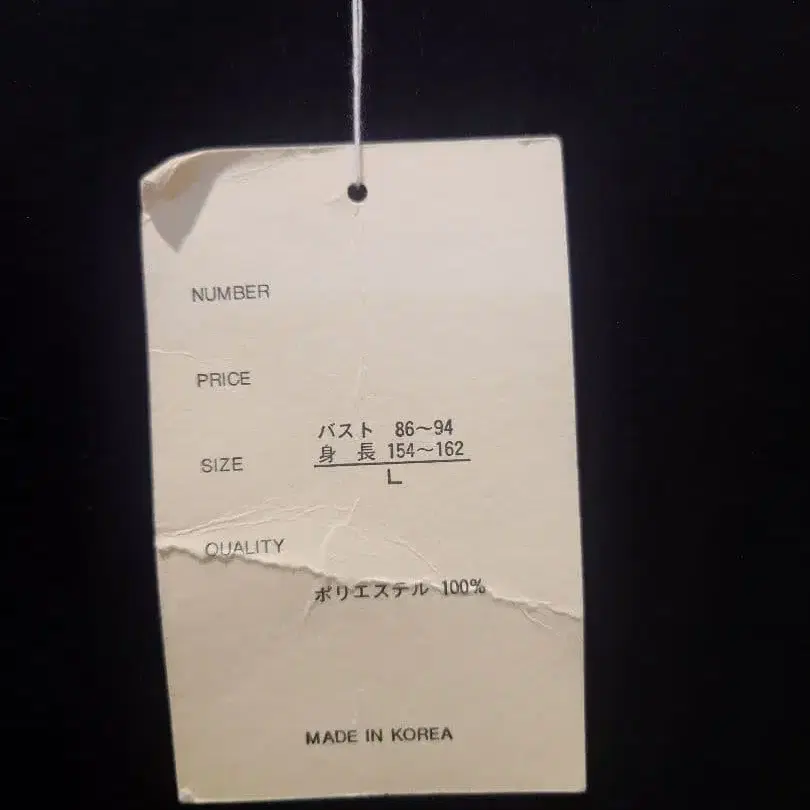 NUMBER
PRICE
SIZE
バスト 86～94
身 長 154～162
L
QUALITY
ポリエステル 100%
MADE IN KOREA